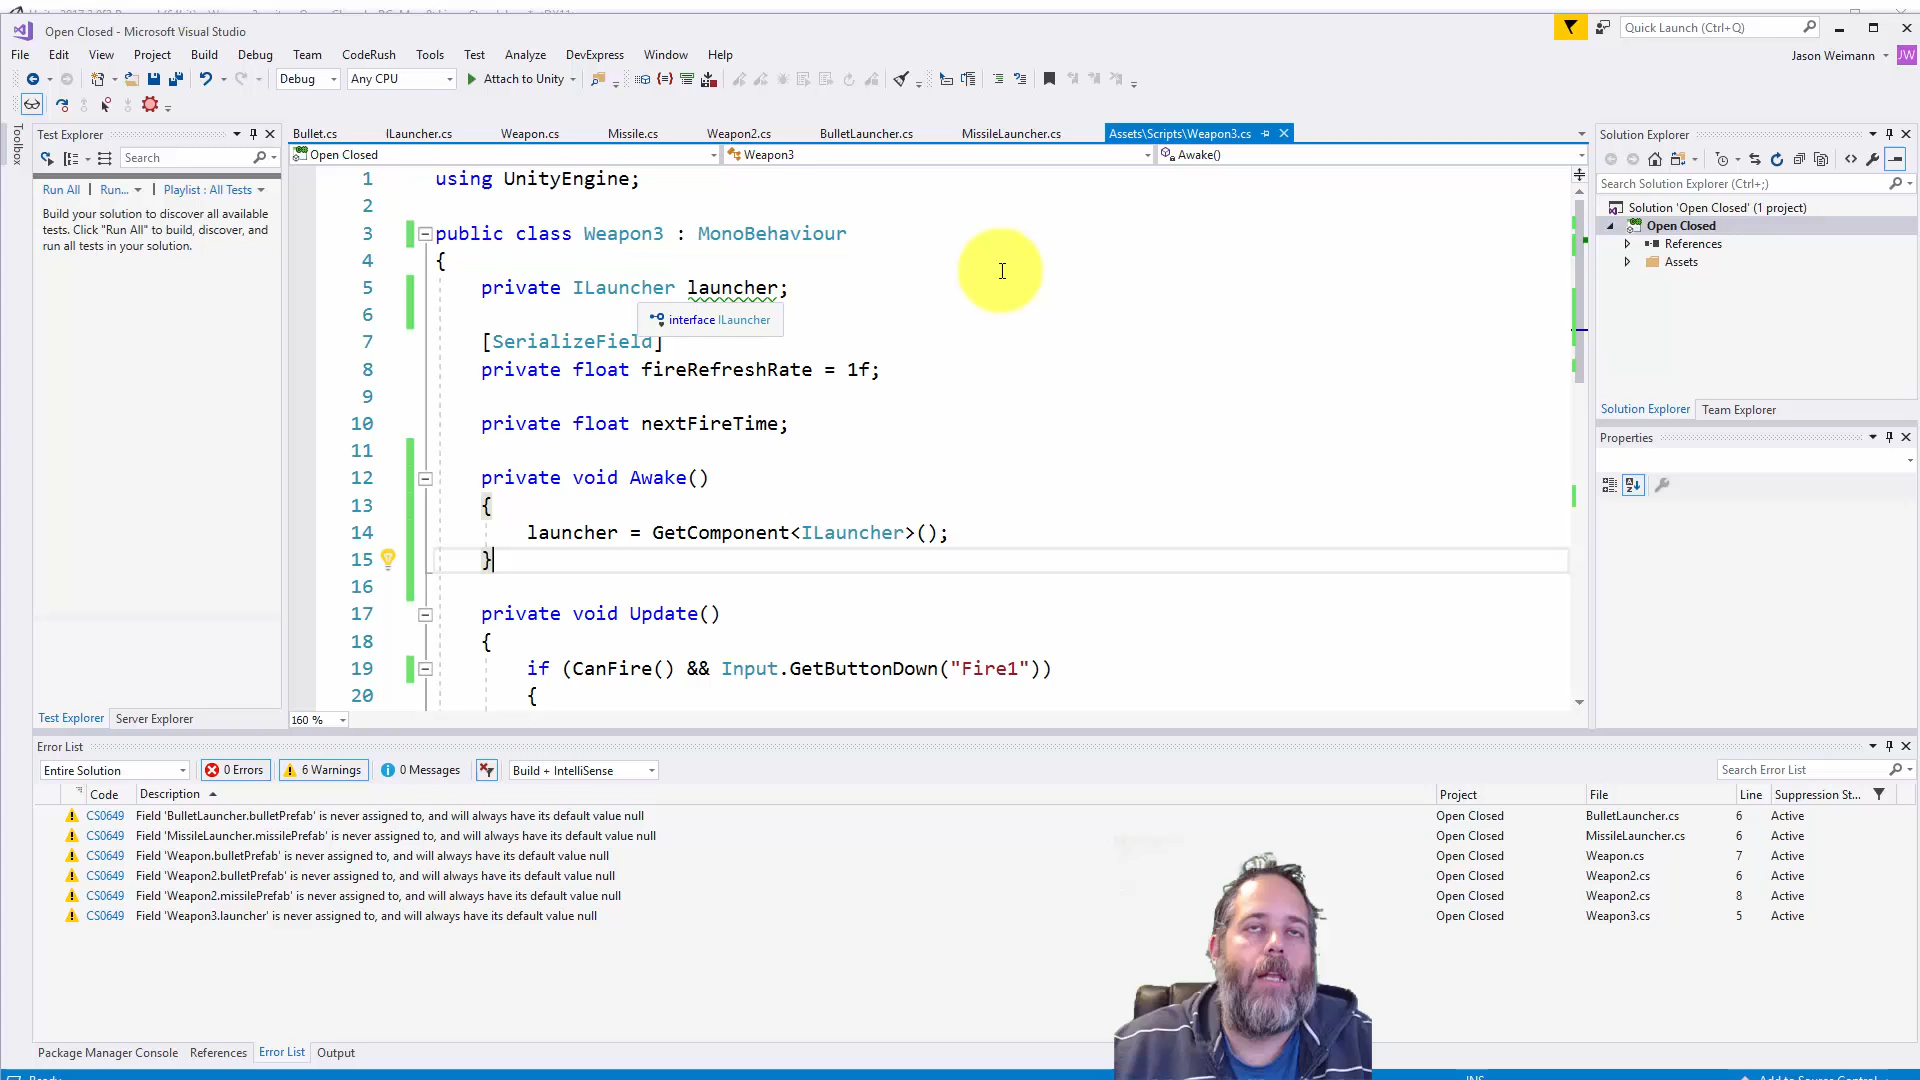 Open Closed - Microsoft Visual Studio
Quick Launch (Ctrl+Q)
File Edit View Project Build Debug Team CodeRush Tools Test Analyze DevExpress Window Help
Jason Weimann JW
Debug Any CPU Attach to Unity
Toolbox
Test Explorer
Search
Run All Run... Playlist : All Tests
Build your solution to discover all available
tests. Click "Run All" to build, discover, and
run all tests in your solution.
Test Explorer Server Explorer
Bullet.cs ILauncher.cs Weapon.cs Missile.cs Weapon2.cs BulletLauncher.cs MissileLauncher.cs Assets\Scripts\Weapon3.cs
Open Closed Weapon3 Awake()
1 using UnityEngine;
2
3 public class Weapon3 : MonoBehaviour
4 {
5 private ILauncher launcher;
6
interface ILauncher
7 [SerializeField]
8 private float fireRefreshRate = 1f;
9
10 private float nextFireTime;
11
12 private void Awake()
13 {
14 launcher = GetComponent<ILauncher>();
15 }
16
17 private void Update()
18 {
19 if (CanFire() && Input.GetButtonDown("Fire1"))
20 {
160 %
Solution Explorer
Search Solution Explorer (Ctrl+;)
Solution 'Open Closed' (1 project)
Open Closed
References
Assets
Solution Explorer Team Explorer
Properties
Error List
Entire Solution 0 Errors 6 Warnings 0 Messages Build + IntelliSense Search Error List
Code Description Project File Line Suppression St...
CS0649 Field 'BulletLauncher.bulletPrefab' is never assigned to, and will always have its default value null Open Closed BulletLauncher.cs 6 Active
CS0649 Field 'MissileLauncher.missilePrefab' is never assigned to, and will always have its default value null Open Closed MissileLauncher.cs 6 Active
CS0649 Field 'Weapon.bulletPrefab' is never assigned to, and will always have its default value null Open Closed Weapon.cs 7 Active
CS0649 Field 'Weapon2.bulletPrefab' is never assigned to, and will always have its default value null Open Closed Weapon2.cs 6 Active
CS0649 Field 'Weapon2.missilePrefab' is never assigned to, and will always have its default value null Open Closed Weapon2.cs 8 Active
CS0649 Field 'Weapon3.launcher' is never assigned to, and will always have its default value null Open Closed Weapon3.cs 5 Active
Package Manager Console References Error List Output